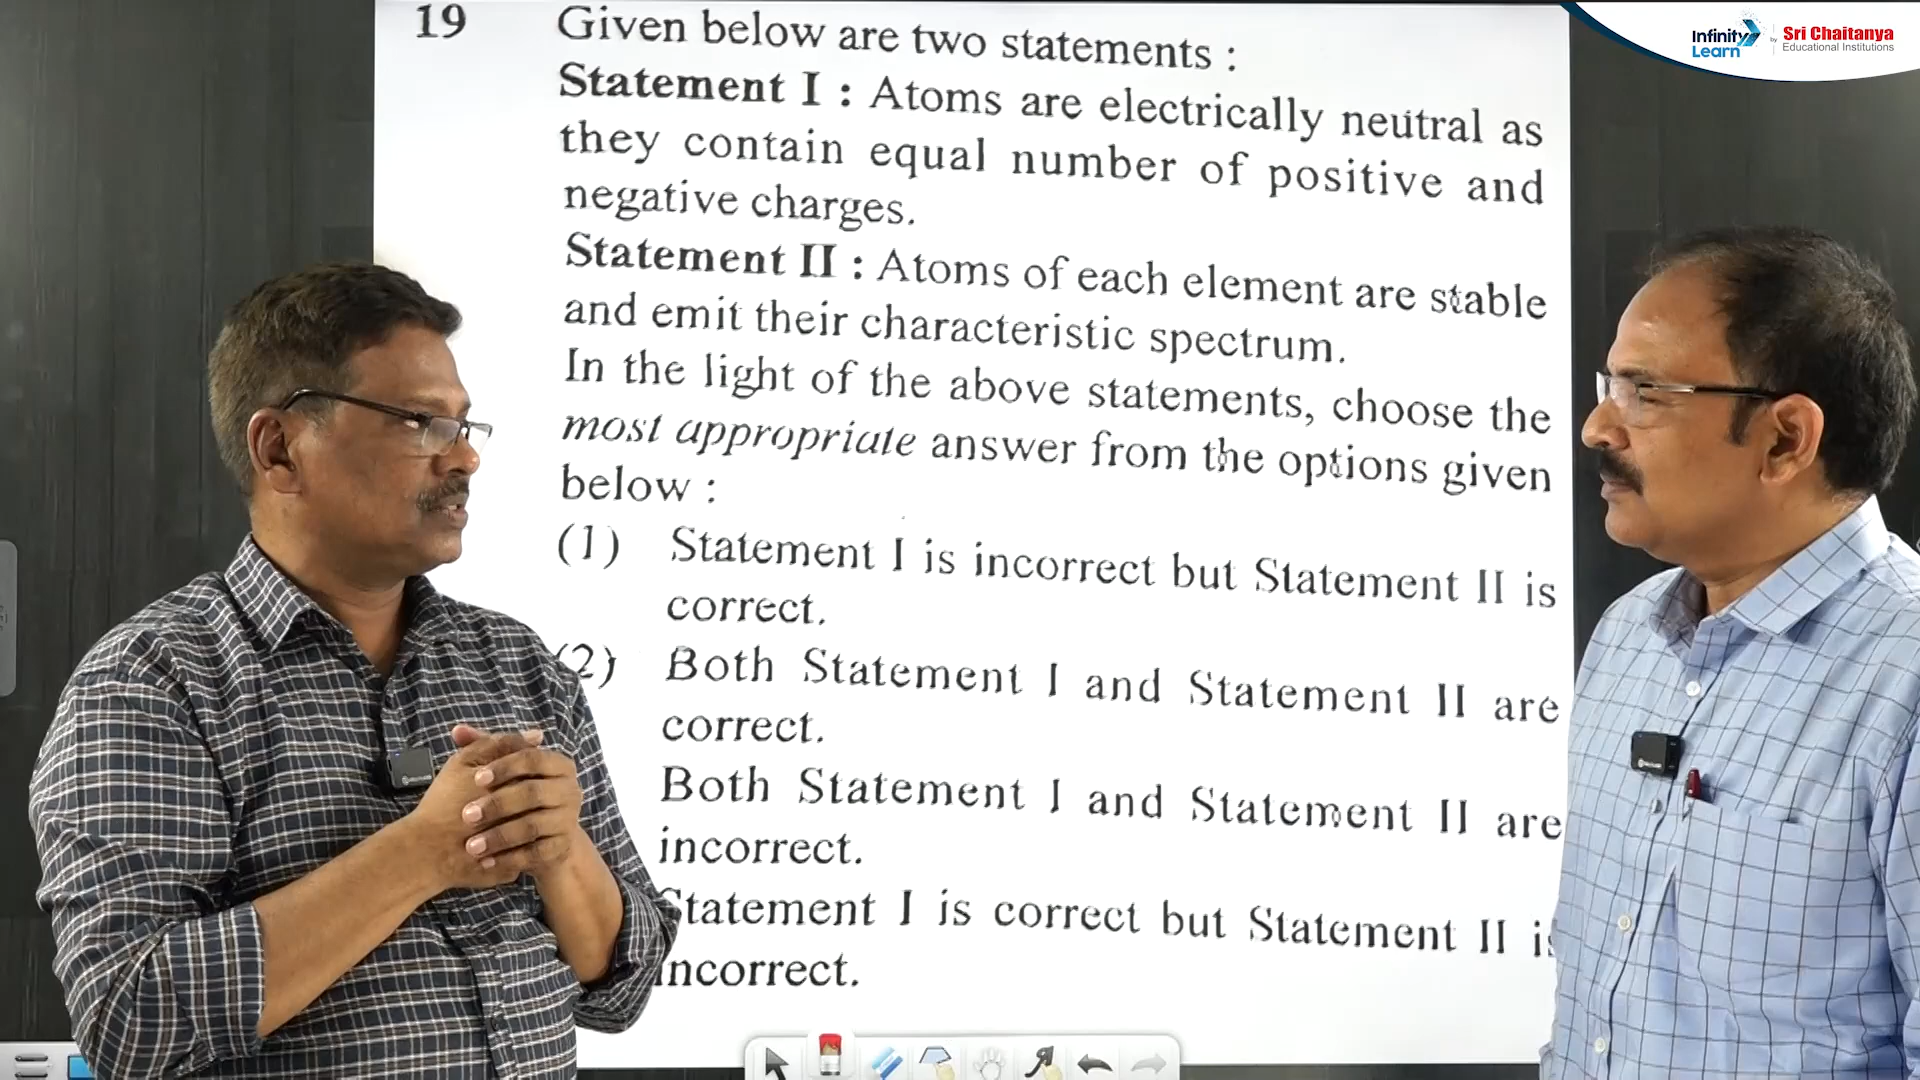 19 Given below are two statements :
Statement I : Atoms are electrically neutral as
they contain equal number of positive and
negative charges.
Statement II : Atoms of each element are stable
and emit their characteristic spectrum.
In the light of the above statements, choose the
most appropriate answer from the options given
below :
(1) Statement I is incorrect but Statement II is
correct.
(2) Both Statement I and Statement II are
correct.
Both Statement I and Statement II are
incorrect.
Statement I is correct but Statement II is
incorrect.
Infinity Learn by Sri Chaitanya
Educational Institutions